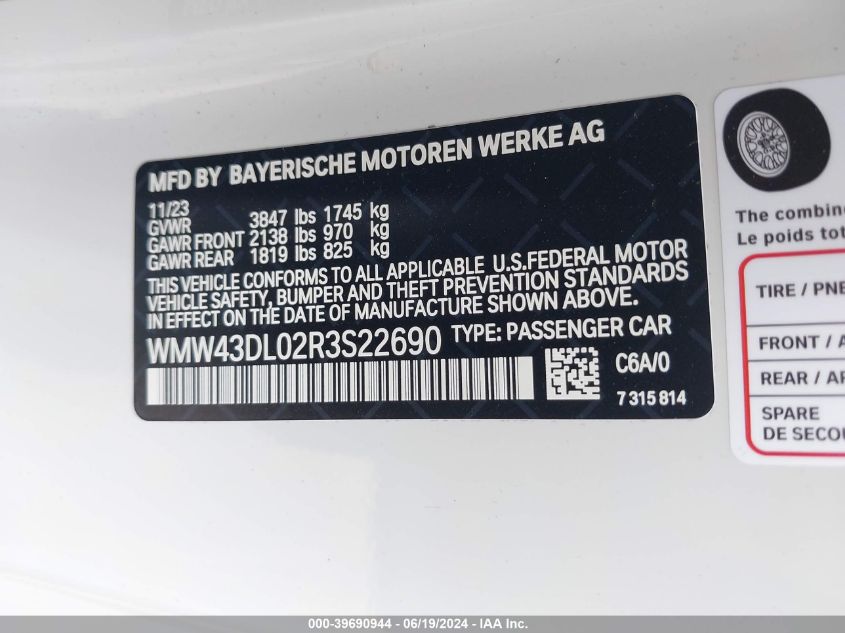 MFD BY BAYERISCHE MOTOREN WERKE AG
11/23
GVWR 3847 lbs 1745 kg
GAWR FRONT 2138 lbs 970 kg
GAWR REAR 1819 lbs 825 kg
THIS VEHICLE CONFORMS TO ALL APPLICABLE U.S.FEDERAL MOTOR
VEHICLE SAFETY, BUMPER AND THEFT PREVENTION STANDARDS
IN EFFECT ON THE DATE OF MANUFACTURE SHOWN ABOVE.
WMW43DL02R3S22690 TYPE: PASSENGER CAR
C6A/0
7 315 814
The combine
Le poids tot
TIRE / PNE
FRONT / A
REAR / AR
SPARE
DE SECOU
000-39690944 - 06/19/2024 - IAA Inc.